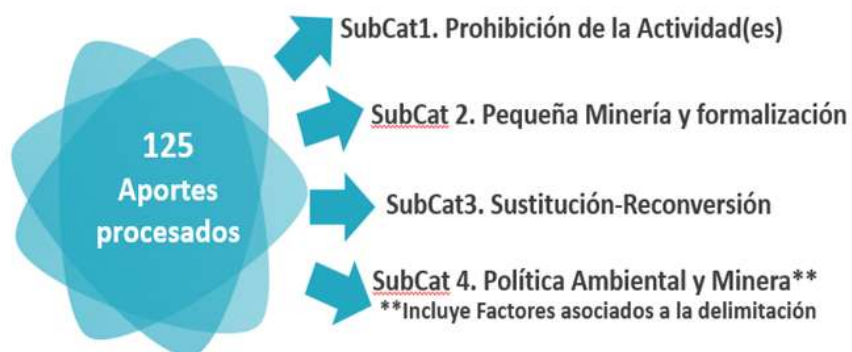 125
Aportes
procesados
SubCat1. Prohibición de la Actividad(es)
SubCat 2. Pequeña Minería y formalización
SubCat3. Sustitución-Reconversión
SubCat 4. Política Ambiental y Minera**
**Incluye Factores asociados a la delimitación